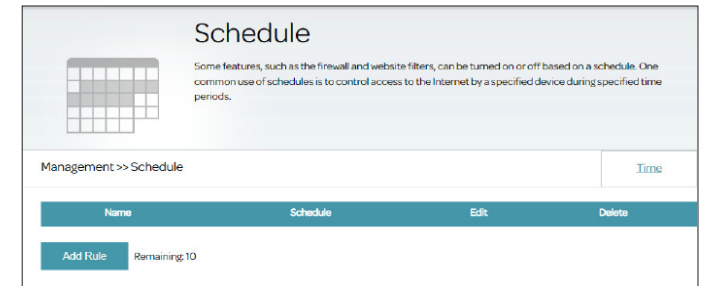 Schedule
Some features, such as the firewall and website filters, can be turned on or off based on a schedule. One
common use of schedules is to control access to the Internet by a specified device during specified time
periods.
Management >> Schedule
Time
Name Schedule Edit Delete
Add Rule Remaining: 10